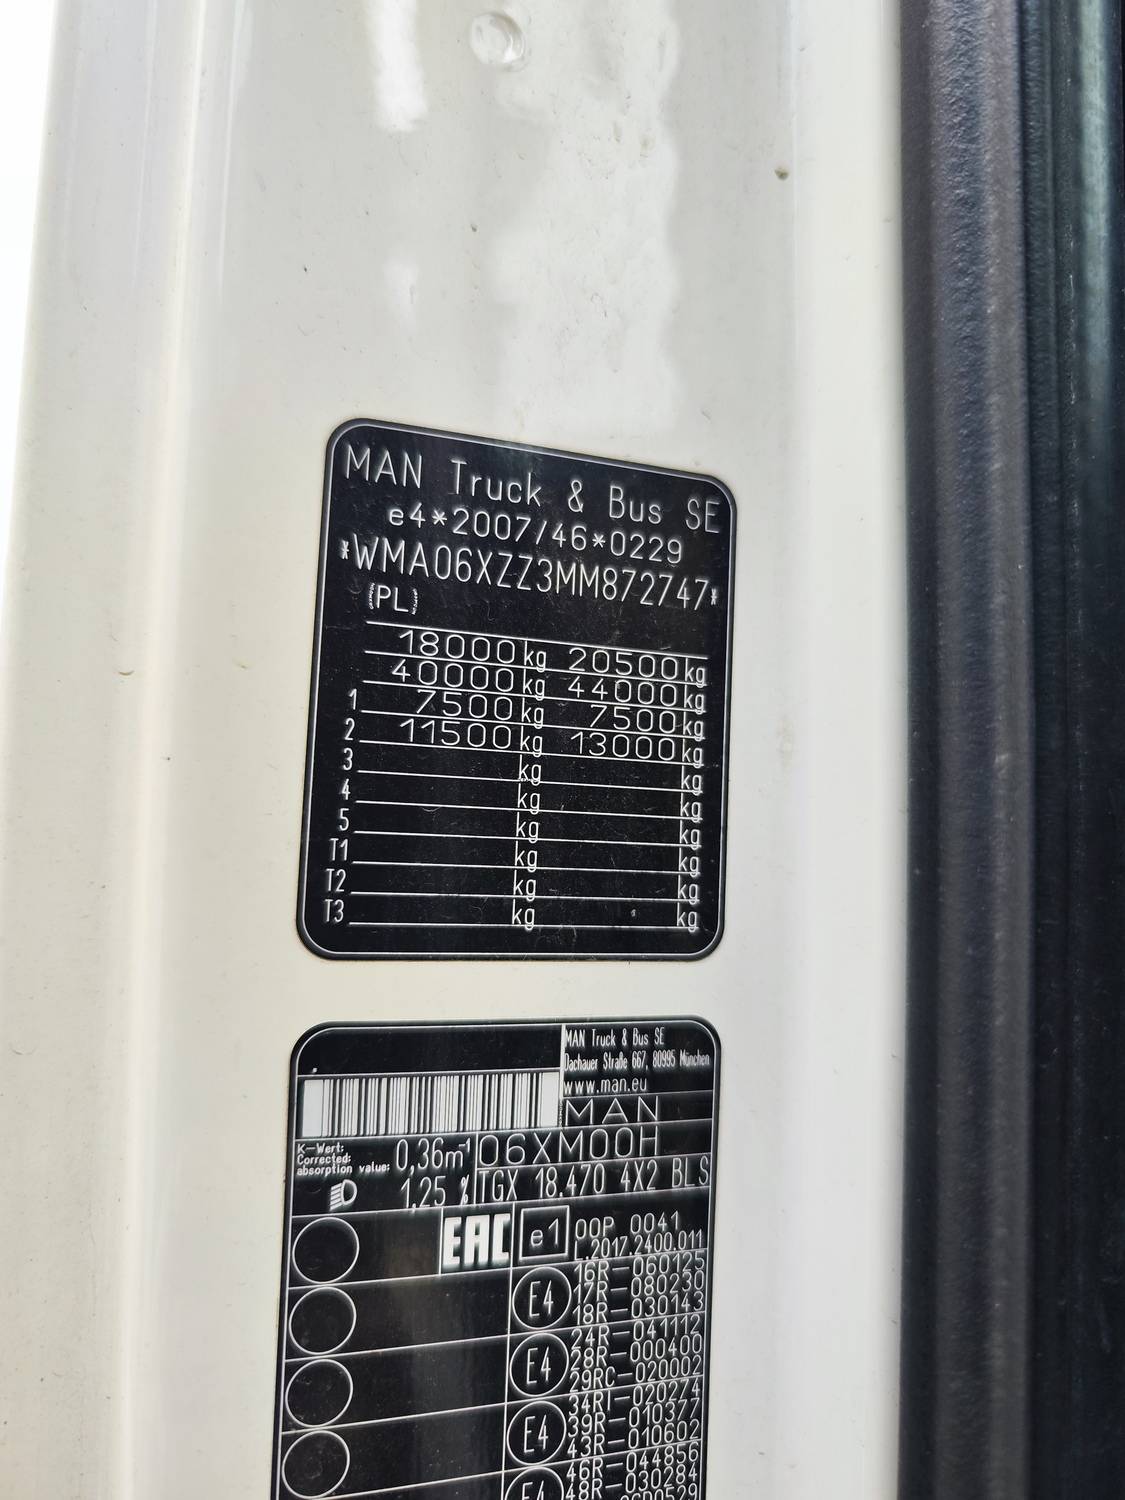 MAN Truck & Bus SE
e4*2007/46*0229
*WMA06XZZ3MM872747*
(PL)
18000 kg 20500 kg
40000 kg 44000 kg
1 7500 kg 7500 kg
2 11500 kg 13000 kg
3 kg kg
4 kg kg
5 kg kg
T1 kg kg
T2 kg kg
T3 kg kg
MAN Truck & Bus SE
Dachauer Straße 667, 80995 München
www.man.eu
MAN
K-Wert:
Corrected
absorption value: 0,36m⁻¹ 06XM00H
1,25 % TGX 18.470 4X2 BLS
EAC e1 00P 0041
L.2017.2400.011
16R-060125
E4 17R-080230
18R-030143
24R-041112
E4 28R-000400
29RC-020002
34RI-020274
E4 39R-010377
43R-010602
46R-044856
E4 48R-030284